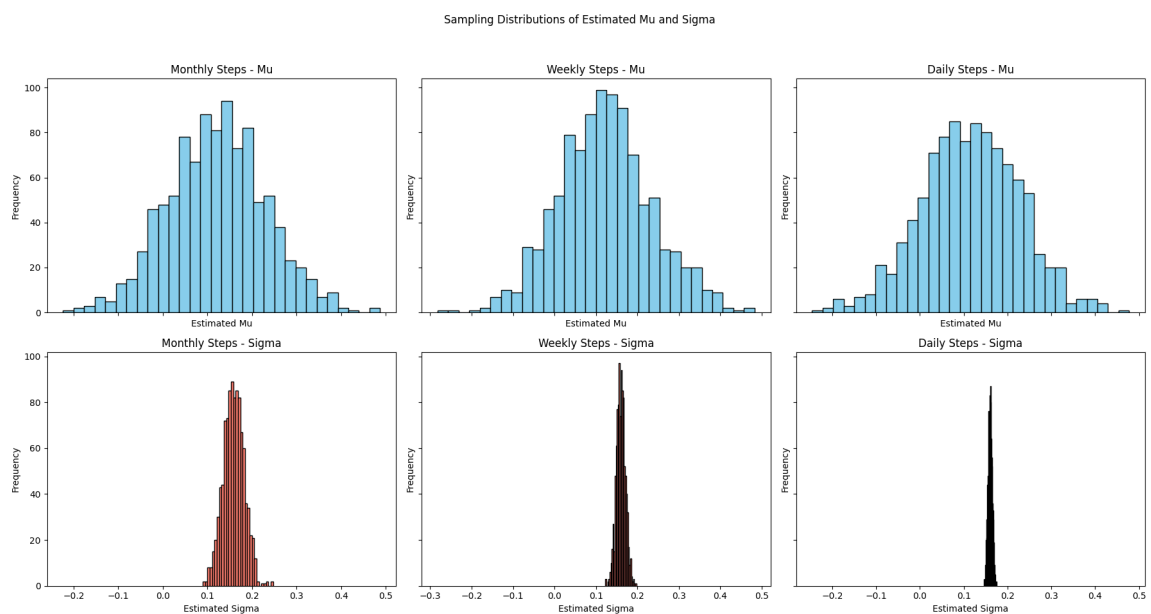 Sampling Distributions of Estimated Mu and Sigma
Monthly Steps - Mu
Weekly Steps - Mu
Daily Steps - Mu
100
80
60
40
20
0
Frequency
Frequency
Frequency
Estimated Mu
Estimated Mu
Estimated Mu
Monthly Steps - Sigma
Weekly Steps - Sigma
Daily Steps - Sigma
100
80
60
40
20
0
Frequency
Frequency
Frequency
−0.2 −0.1 0.0 0.1 0.2 0.3 0.4 0.5
−0.3 −0.2 −0.1 0.0 0.1 0.2 0.3 0.4 0.5
−0.2 −0.1 0.0 0.1 0.2 0.3 0.4 0.5
Estimated Sigma
Estimated Sigma
Estimated Sigma